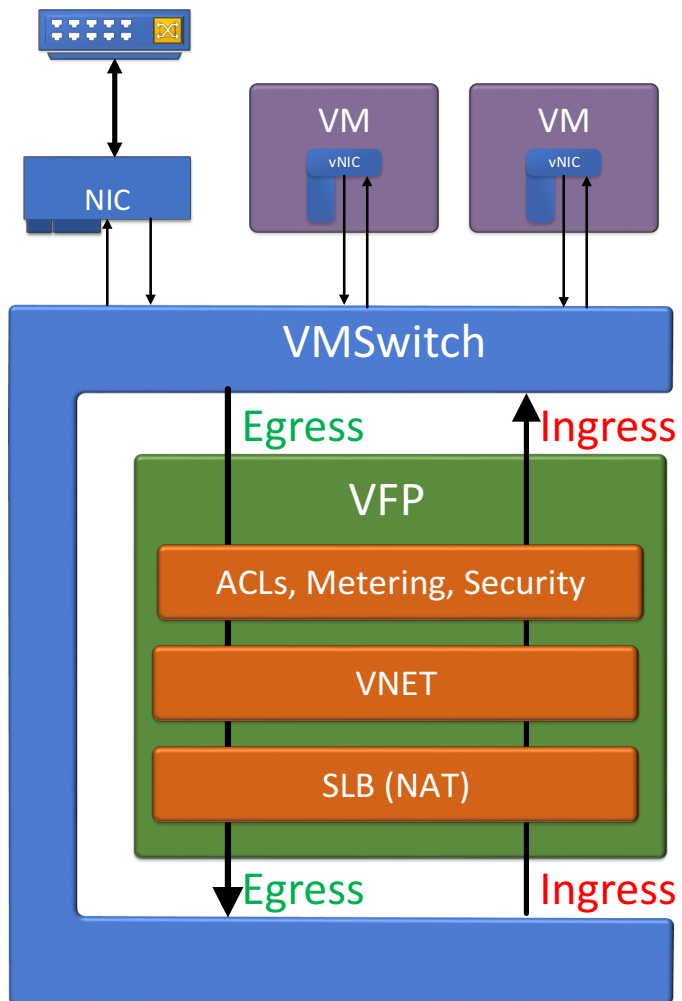 VM
VM
vNIC
vNIC
NIC
VMSwitch
Egress
Ingress
VFP
ACLs, Metering, Security
VNET
SLB (NAT)
Egress
Ingress